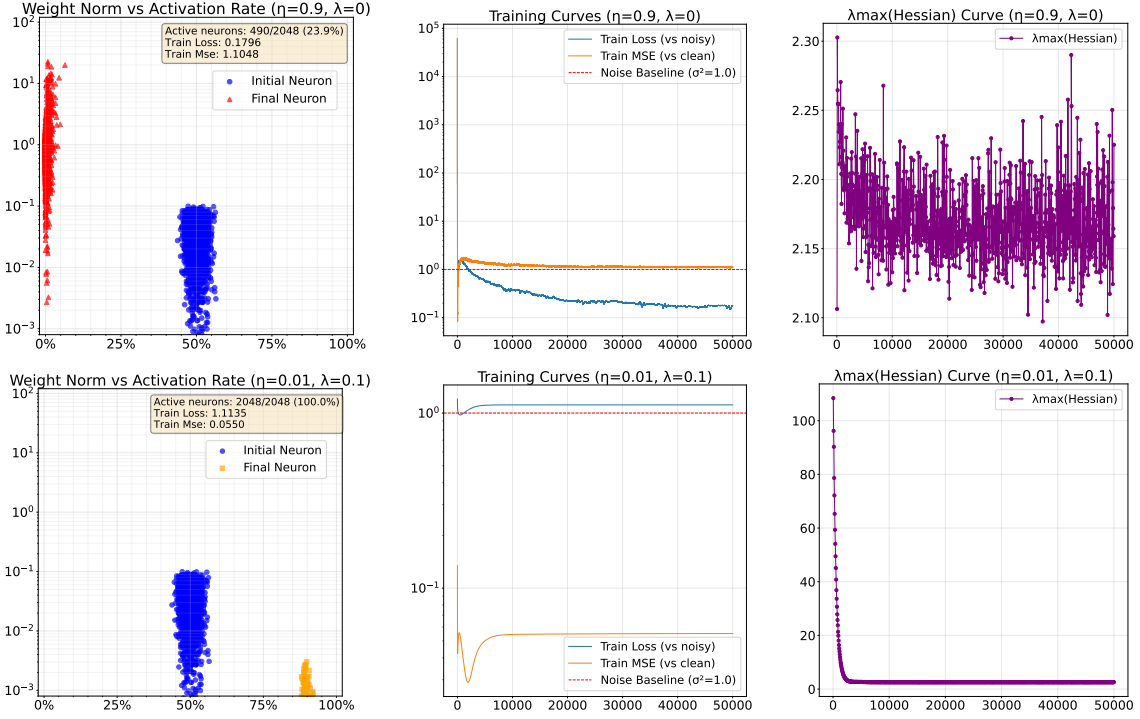 Weight Norm vs Activation Rate (η=0.9, λ=0)
10²
10¹
10⁰
10⁻¹
10⁻²
10⁻³
Active neurons: 490/2048 (23.9%)
Train Loss: 0.1796
Train Mse: 1.1048
Initial Neuron
Final Neuron
0%
25%
50%
75%
100%
Training Curves (η=0.9, λ=0)
10⁵
10⁴
10³
10²
10¹
10⁰
10⁻¹
Train Loss (vs noisy)
Train MSE (vs clean)
Noise Baseline (σ²=1.0)
0
10000
20000
30000
40000
50000
λmax(Hessian) Curve (η=0.9, λ=0)
2.30
2.25
2.20
2.15
2.10
λmax(Hessian)
0
10000
20000
30000
40000
50000
Weight Norm vs Activation Rate (η=0.01, λ=0.1)
10²
10¹
10⁰
10⁻¹
10⁻²
10⁻³
Active neurons: 2048/2048 (100.0%)
Train Loss: 1.1135
Train Mse: 0.0550
Initial Neuron
Final Neuron
0%
25%
50%
75%
100%
Training Curves (η=0.01, λ=0.1)
10⁰
10⁻¹
Train Loss (vs noisy)
Train MSE (vs clean)
Noise Baseline (σ²=1.0)
0
10000
20000
30000
40000
50000
λmax(Hessian) Curve (η=0.01, λ=0.1)
100
80
60
40
20
0
λmax(Hessian)
0
10000
20000
30000
40000
50000